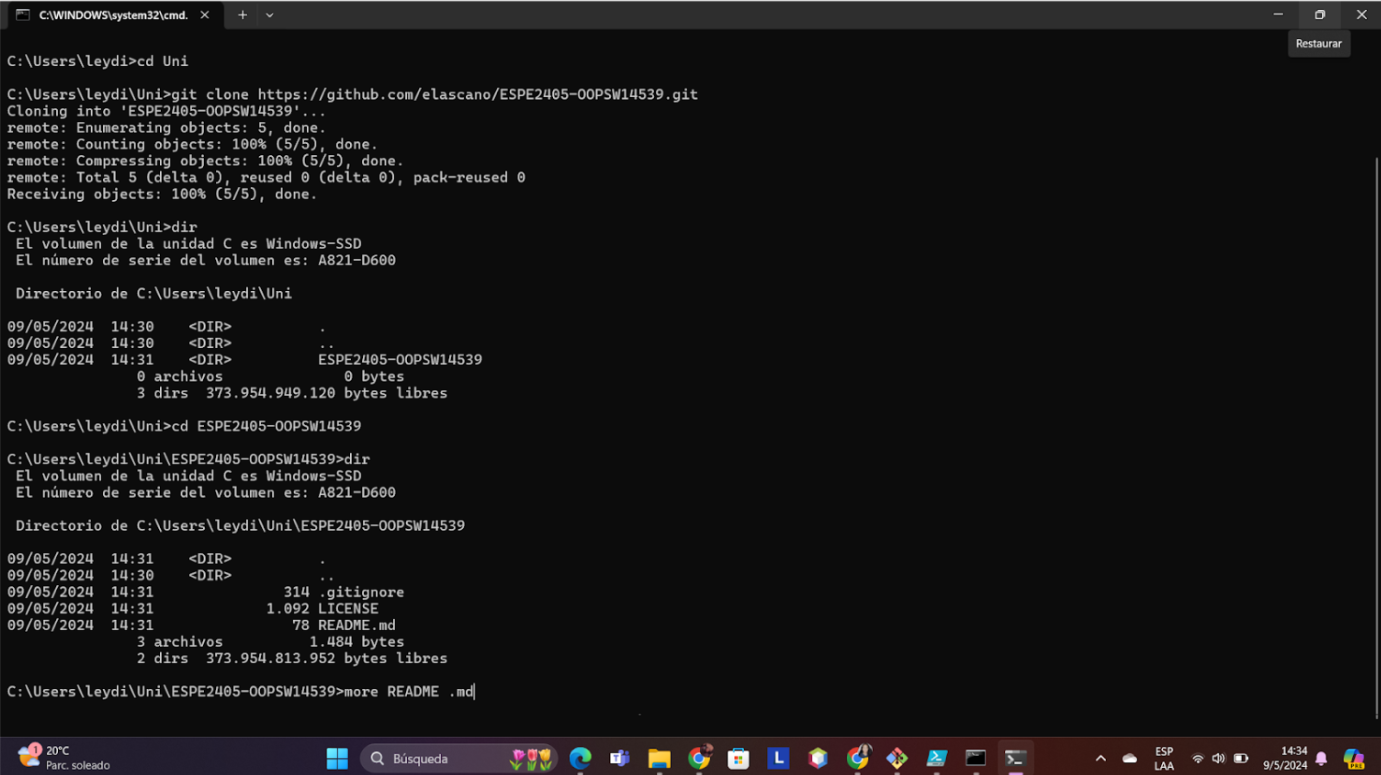 C:\WINDOWS\system32\cmd.
Restaurar
C:\Users\leydi>cd Uni
C:\Users\leydi\Uni>git clone https://github.com/elascano/ESPE2405-OOPSW14539.git
Cloning into 'ESPE2405-OOPSW14539'...
remote: Enumerating objects: 5, done.
remote: Counting objects: 100% (5/5), done.
remote: Compressing objects: 100% (5/5), done.
remote: Total 5 (delta 0), reused 0 (delta 0), pack-reused 0
Receiving objects: 100% (5/5), done.
C:\Users\leydi\Uni>dir
El volumen de la unidad C es Windows-SSD
El número de serie del volumen es: A821-D600
Directorio de C:\Users\leydi\Uni
09/05/2024 14:30 <DIR> .
09/05/2024 14:30 <DIR> ..
09/05/2024 14:31 <DIR> ESPE2405-OOPSW14539
0 archivos 0 bytes
3 dirs 373.954.949.120 bytes libres
C:\Users\leydi\Uni>cd ESPE2405-OOPSW14539
C:\Users\leydi\Uni\ESPE2405-OOPSW14539>dir
El volumen de la unidad C es Windows-SSD
El número de serie del volumen es: A821-D600
Directorio de C:\Users\leydi\Uni\ESPE2405-OOPSW14539
09/05/2024 14:31 <DIR> .
09/05/2024 14:30 <DIR> ..
09/05/2024 14:31 314 .gitignore
09/05/2024 14:31 1.092 LICENSE
09/05/2024 14:31 78 README.md
3 archivos 1.484 bytes
2 dirs 373.954.813.952 bytes libres
C:\Users\leydi\Uni\ESPE2405-OOPSW14539>more README .md
1
20°C
Parc. soleado
Búsqueda
L
ESP
LAA
14:34
9/5/2024
PRE